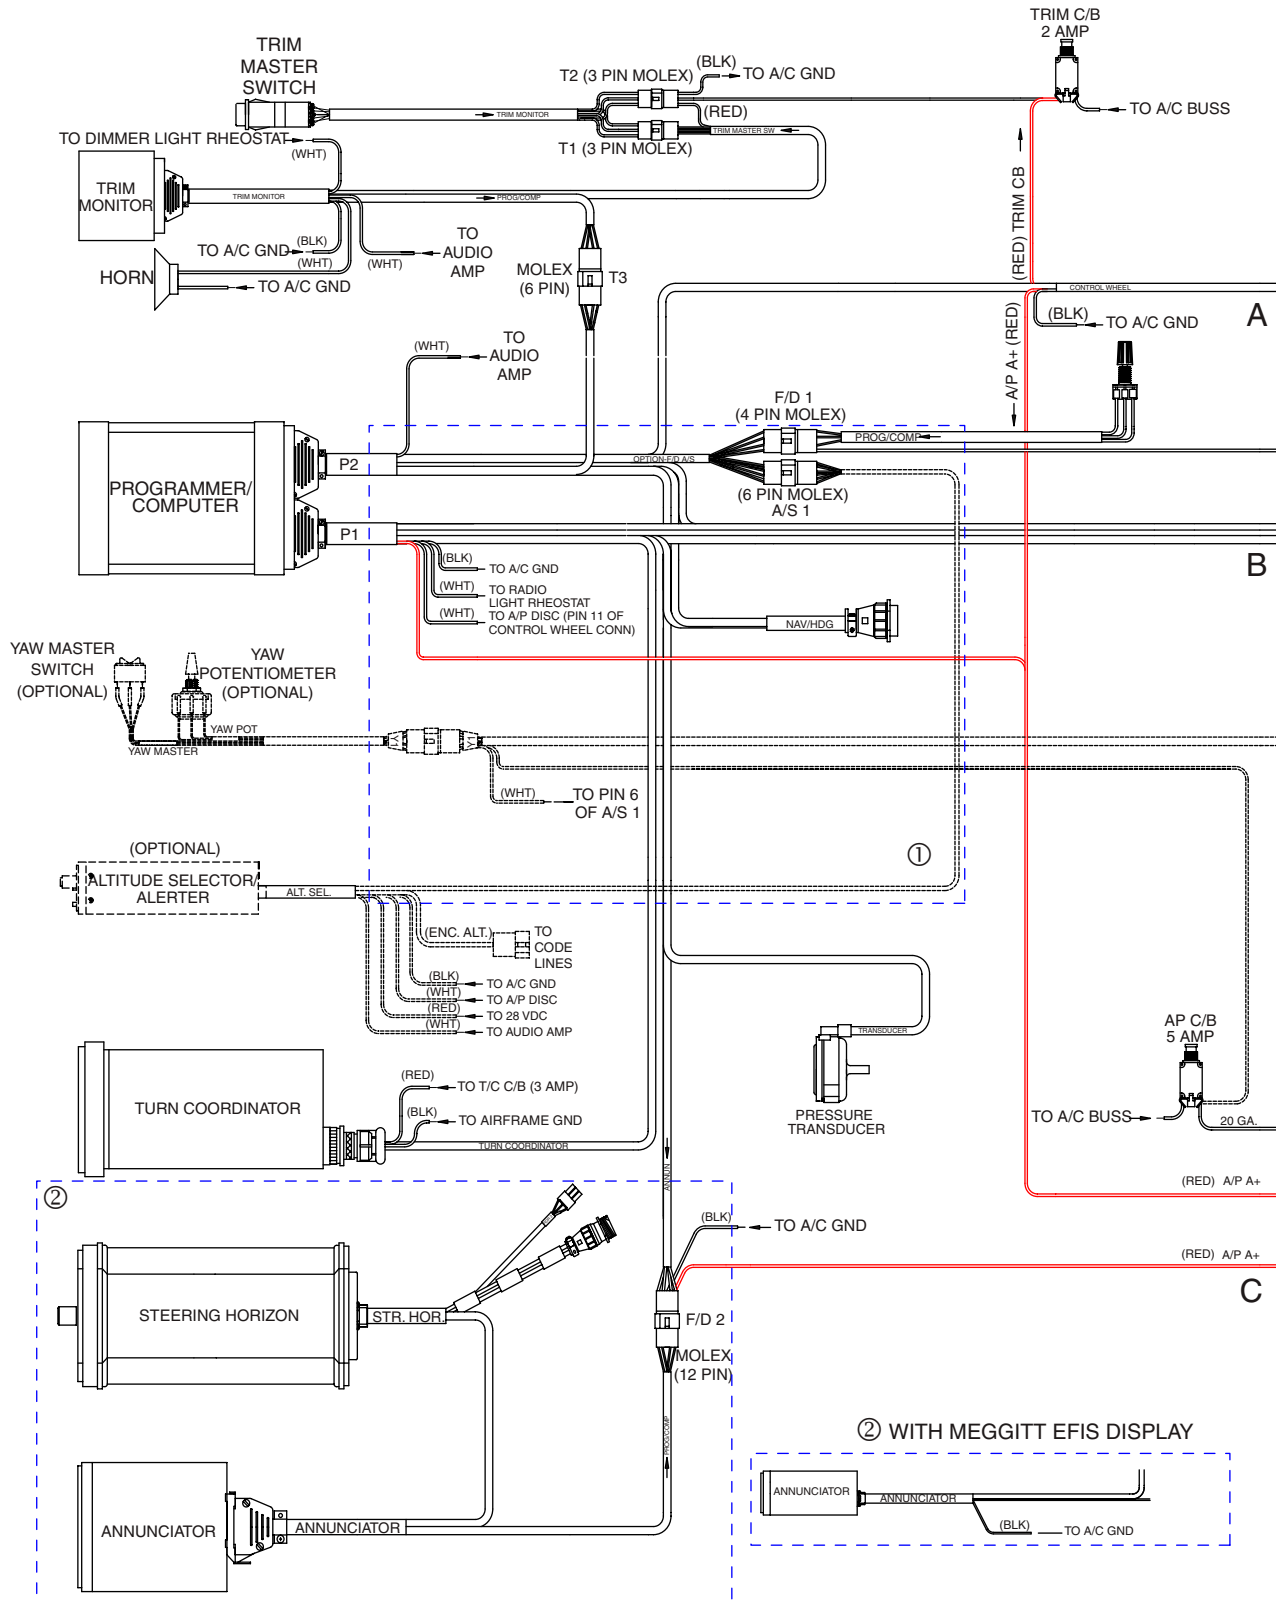 TRIM C/B
2 AMP
TRIM
MASTER
SWITCH
(BLK)
T2 (3 PIN MOLEX)
TO A/C GND
TRIM MONITOR
(RED)
TO A/C BUSS
TRIM MASTER SW
T1 (3 PIN MOLEX)
TO DIMMER LIGHT RHEOSTAT
(WHT)
TRIM
MONITOR
TRIM MONITOR
PROG/COMP
(RED) TRIM CB
TO A/C GND
(BLK)
(WHT)
(WHT)
TO
AUDIO
AMP
HORN
TO A/C GND
MOLEX
(6 PIN)
T3
CONTROL WHEEL
A
(BLK)
TO A/C GND
A/P A+ (RED)
(WHT)
TO
AUDIO
AMP
F/D 1
(4 PIN MOLEX)
PROG/COMP
P2
OPTION-F/D A/S
(6 PIN MOLEX)
A/S 1
PROGRAMMER/
COMPUTER
P1
B
(BLK)
TO A/C GND
(WHT)
TO RADIO
LIGHT RHEOSTAT
(WHT)
TO A/P DISC (PIN 11 OF
CONTROL WHEEL CONN)
NAV/HDG
YAW MASTER
SWITCH
(OPTIONAL)
YAW
POTENTIOMETER
(OPTIONAL)
YAW POT
YAW MASTER
Y1
Y1
(WHT)
TO PIN 6
OF A/S 1
①
(OPTIONAL)
ALTITUDE SELECTOR/
ALERTER
ALT. SEL.
(ENC. ALT.)
TO
CODE
LINES
(BLK)
TO A/C GND
(WHT)
TO A/P DISC
(RED)
TO 28 VDC
(WHT)
TO AUDIO AMP
TRANSDUCER
PRESSURE
TRANSDUCER
AP C/B
5 AMP
TO A/C BUSS
20 GA.
TURN COORDINATOR
(RED)
TO T/C C/B (3 AMP)
(BLK)
TO AIRFRAME GND
TURN COORDINATOR
ANNUN
(RED) A/P A+
②
(BLK)
TO A/C GND
(RED) A/P A+
C
STEERING HORIZON
STR. HOR.
F/D 2
MOLEX
(12 PIN)
PROG/COMP
ANNUNCIATOR
ANNUNCIATOR
② WITH MEGGITT EFIS DISPLAY
ANNUNCIATOR
ANNUNCIATOR
(BLK)
TO A/C GND